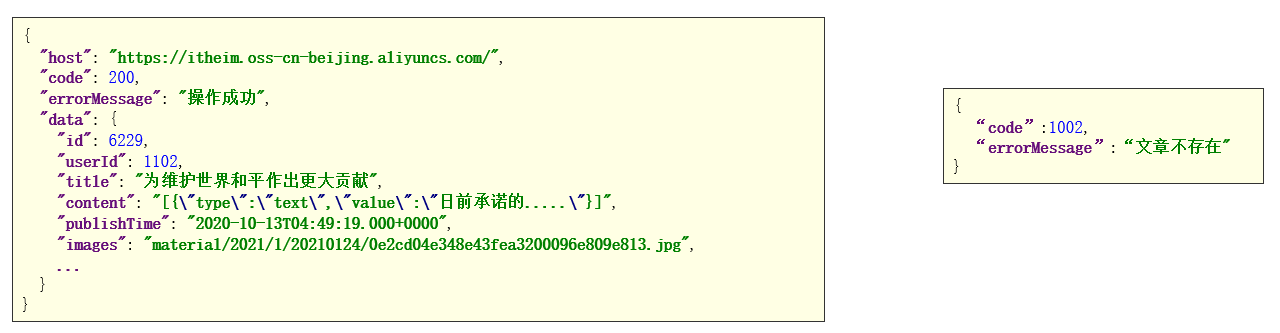 {
"host": "https://itheim.oss-cn-beijing.aliyuncs.com/",
"code": 200,
"errorMessage": "操作成功",
"data": {
"id": 6229,
"userId": 1102,
"title": "为维护世界和平作出更大贡献",
"content": "[{\"type\":\"text\",\"value\":\"日前承诺的.....\"}]",
"publishTime": "2020-10-13T04:49:19.000+0000",
"images": "material/2021/1/20210124/0e2cd04e348e43fea3200096e809e813.jpg",
...
}
}
{
“code”:1002,
“errorMessage”:“文章不存在"
}